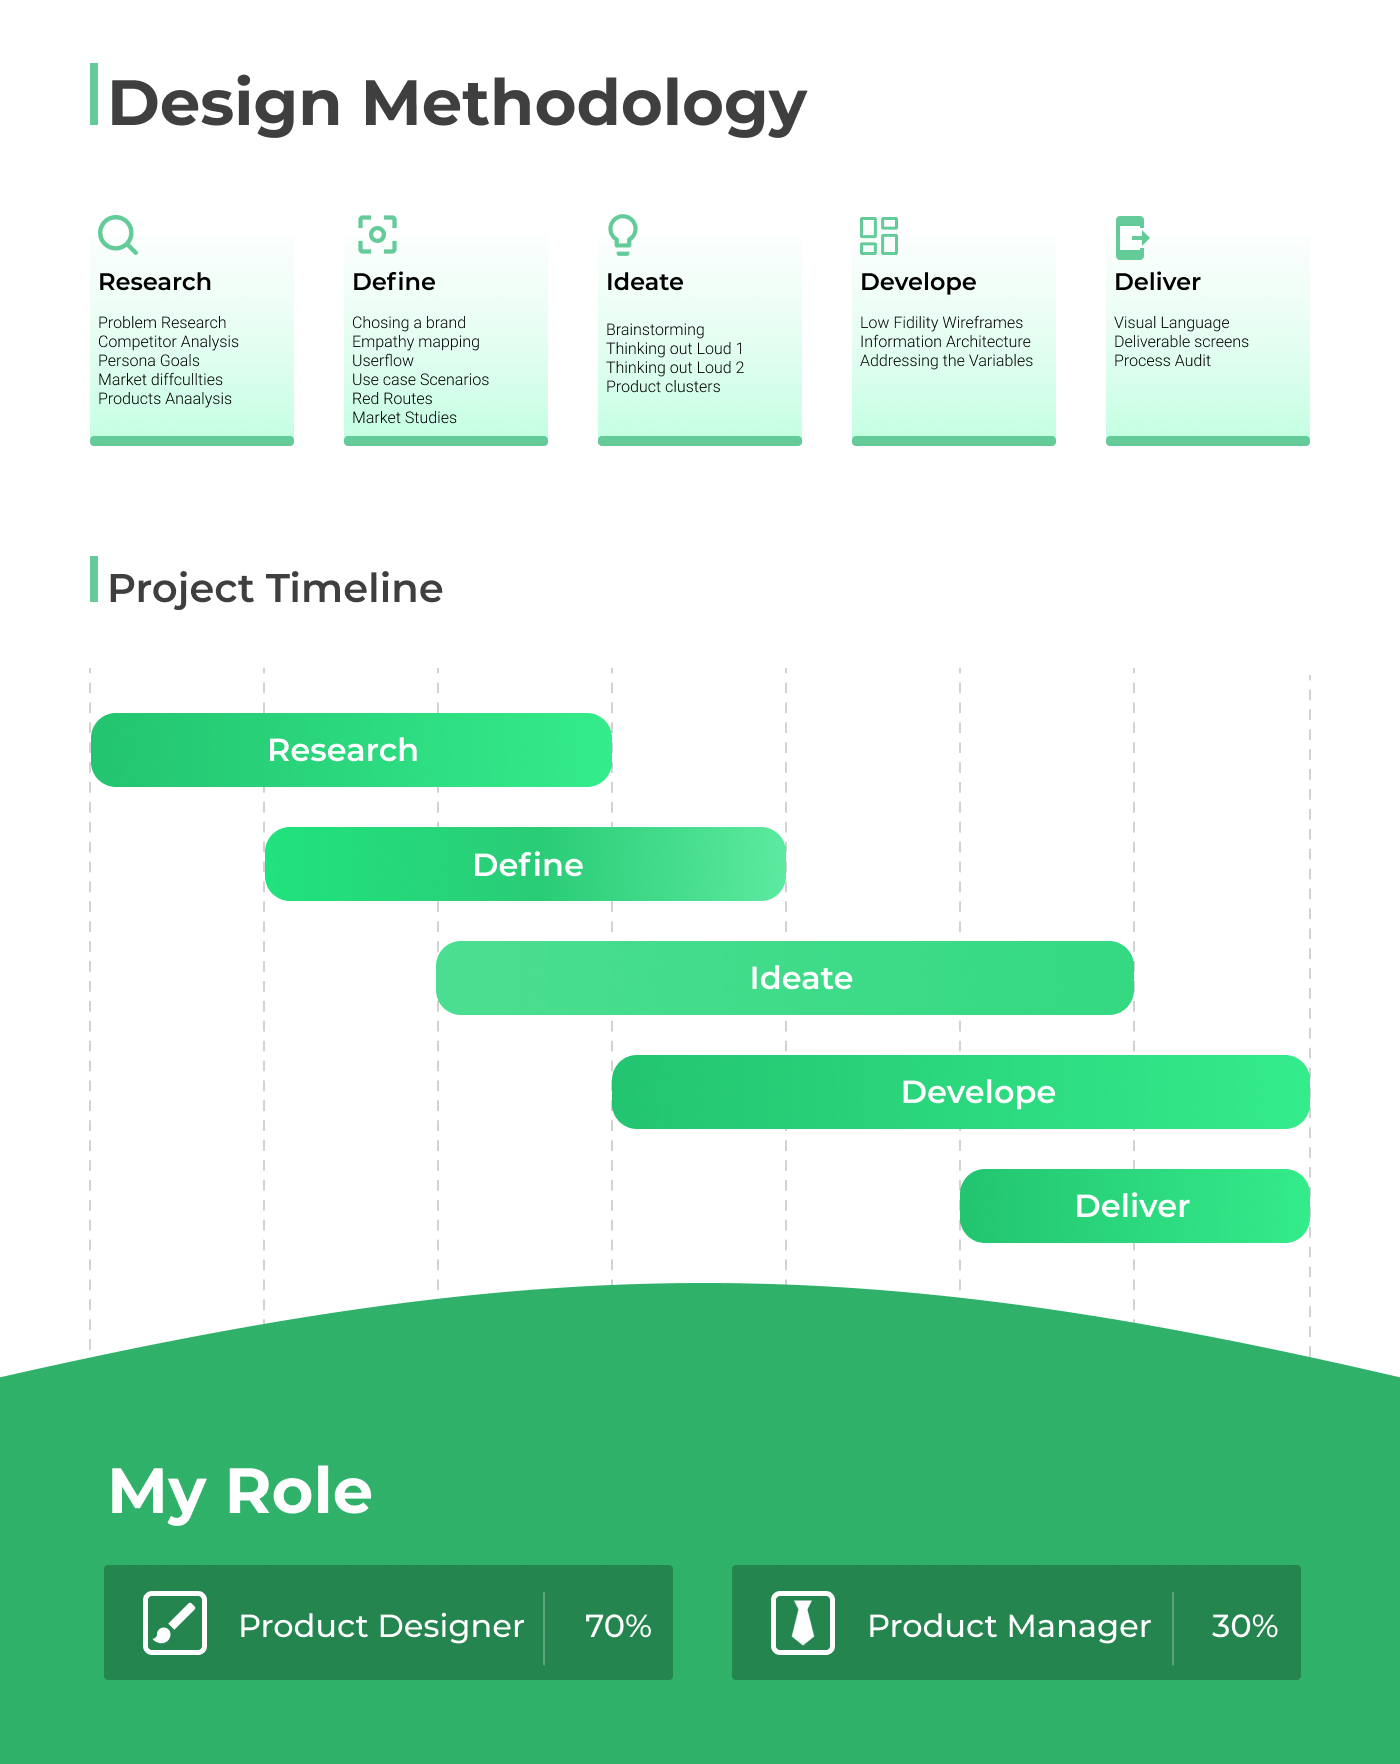 Design Methodology
Research
Problem Research
Competitor Analysis
Persona Goals
Market diffcullties
Products Anaalysis
Define
Chosing a brand
Empathy mapping
Userflow
Use case Scenarios
Red Routes
Market Studies
Ideate
Brainstorming
Thinking out Loud 1
Thinking out Loud 2
Product clusters
Develope
Low Fidility Wireframes
Information Architecture
Addressing the Variables
Deliver
Visual Language
Deliverable screens
Process Audit
Project Timeline
Research
Define
Ideate
Develope
Deliver
My Role
Product Designer 70%
Product Manager 30%